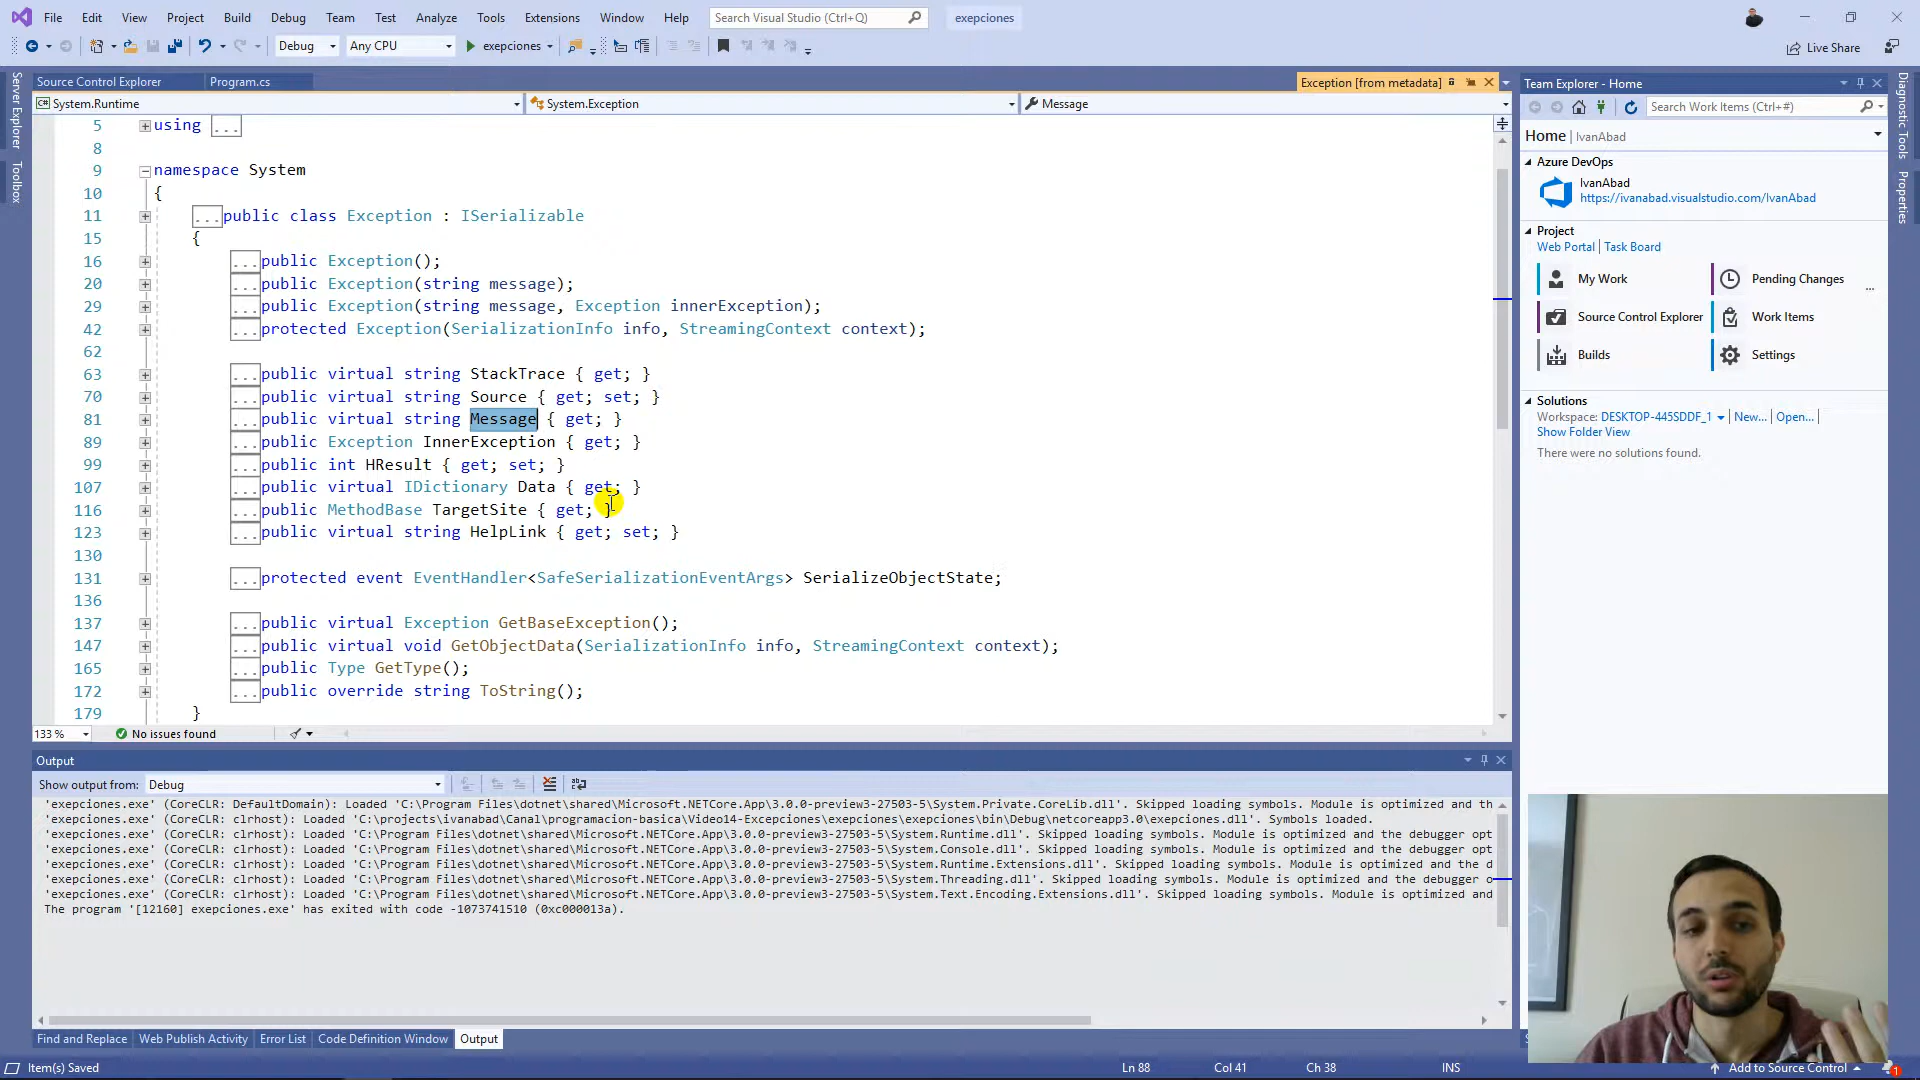 File Edit View Project Build Debug Team Test Analyze Tools Extensions Window Help Search Visual Studio (Ctrl+Q) exepciones
Debug Any CPU exepciones Live Share
Source Control Explorer Program.cs Exception [from metadata]
System.Runtime System.Exception Message
5 using ...
8
9 namespace System
10 {
11 ...public class Exception : ISerializable
15 {
16 ...public Exception();
20 ...public Exception(string message);
29 ...public Exception(string message, Exception innerException);
42 ...protected Exception(SerializationInfo info, StreamingContext context);
62
63 ...public virtual string StackTrace { get; }
70 ...public virtual string Source { get; set; }
81 ...public virtual string Message { get; }
89 ...public Exception InnerException { get; }
99 ...public int HResult { get; set; }
107 ...public virtual IDictionary Data { get; }
116 ...public MethodBase TargetSite { get; }
123 ...public virtual string HelpLink { get; set; }
130
131 ...protected event EventHandler<SafeSerializationEventArgs> SerializeObjectState;
136
137 ...public virtual Exception GetBaseException();
147 ...public virtual void GetObjectData(SerializationInfo info, StreamingContext context);
165 ...public Type GetType();
172 ...public override string ToString();
179 }
133 % No issues found
Output
Show output from: Debug
'exepciones.exe' (CoreCLR: DefaultDomain): Loaded 'C:\Program Files\dotnet\shared\Microsoft.NETCore.App\3.0.0-preview3-27503-5\System.Private.CoreLib.dll'. Skipped loading symbols. Module is optimized and th
'exepciones.exe' (CoreCLR: clrhost): Loaded 'C:\projects\ivanabad\Canal\programacion-basica\Video14-Excepciones\exepciones\exepciones\bin\Debug\netcoreapp3.0\exepciones.dll'. Symbols loaded.
'exepciones.exe' (CoreCLR: clrhost): Loaded 'C:\Program Files\dotnet\shared\Microsoft.NETCore.App\3.0.0-preview3-27503-5\System.Runtime.dll'. Skipped loading symbols. Module is optimized and the debugger opt
'exepciones.exe' (CoreCLR: clrhost): Loaded 'C:\Program Files\dotnet\shared\Microsoft.NETCore.App\3.0.0-preview3-27503-5\System.Console.dll'. Skipped loading symbols. Module is optimized and the debugger opt
'exepciones.exe' (CoreCLR: clrhost): Loaded 'C:\Program Files\dotnet\shared\Microsoft.NETCore.App\3.0.0-preview3-27503-5\System.Runtime.Extensions.dll'. Skipped loading symbols. Module is optimized and the d
'exepciones.exe' (CoreCLR: clrhost): Loaded 'C:\Program Files\dotnet\shared\Microsoft.NETCore.App\3.0.0-preview3-27503-5\System.Threading.dll'. Skipped loading symbols. Module is optimized and the debugger o
'exepciones.exe' (CoreCLR: clrhost): Loaded 'C:\Program Files\dotnet\shared\Microsoft.NETCore.App\3.0.0-preview3-27503-5\System.Text.Encoding.Extensions.dll'. Skipped loading symbols. Module is optimized and
The program '[12160] exepciones.exe' has exited with code -1073741510 (0xc000013a).
Find and Replace Web Publish Activity Error List Code Definition Window Output
Item(s) Saved Ln 88 Col 41 Ch 38 INS Add to Source Control 1
Server Explorer
Toolbox
Team Explorer - Home
Search Work Items (Ctrl+#)
Home | IvanAbad
Azure DevOps
IvanAbad
https://ivanabad.visualstudio.com/IvanAbad
Project
Web Portal | Task Board
My Work Pending Changes ...
Source Control Explorer Work Items
Builds Settings
Solutions
Workspace: DESKTOP-445SDDF_1 | New... | Open... |
Show Folder View
There were no solutions found.
Diagnostic Tools
Properties